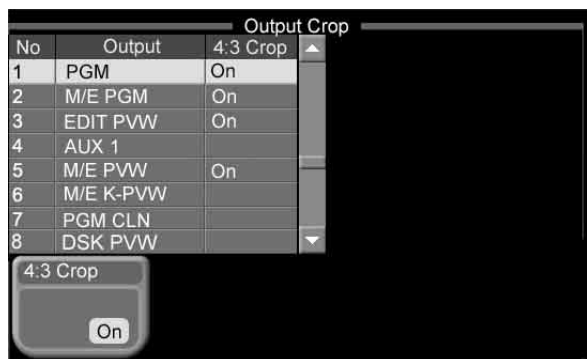 Output Crop
No Output 4:3 Crop
1 PGM On
2 M/E PGM On
3 EDIT PVW On
4 AUX 1
5 M/E PVW On
6 M/E K-PVW
7 PGM CLN
8 DSK PVW
4:3 Crop
On